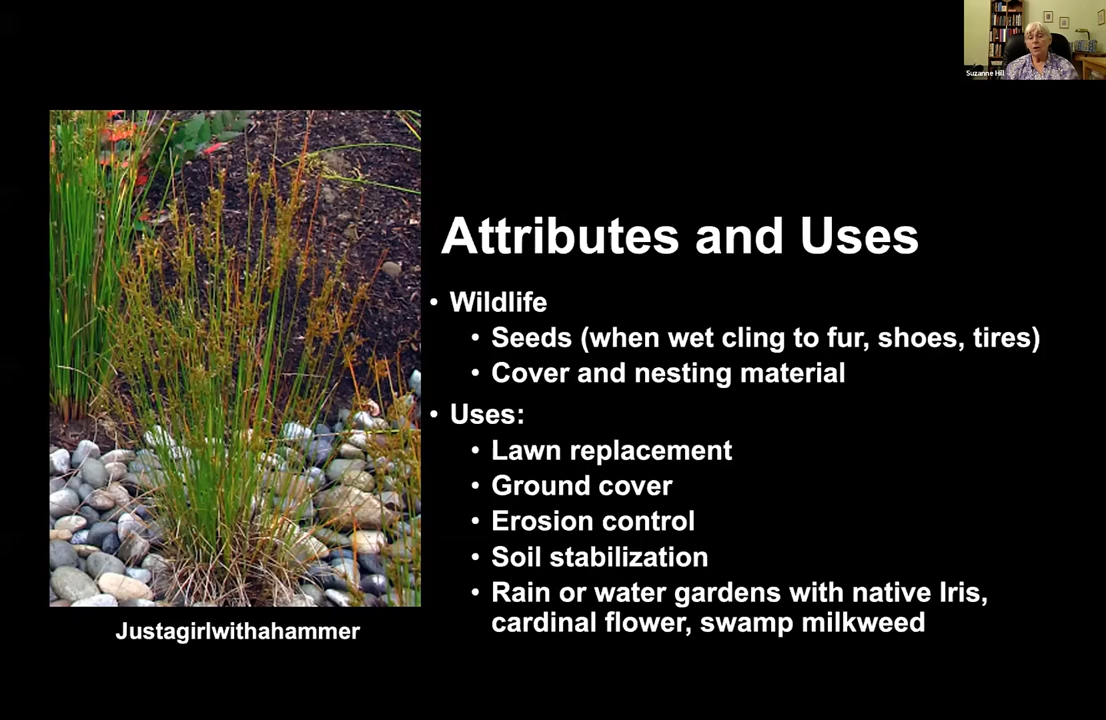 Suzanne Hill
Attributes and Uses
• Wildlife
• Seeds (when wet cling to fur, shoes, tires)
• Cover and nesting material
• Uses:
• Lawn replacement
• Ground cover
• Erosion control
• Soil stabilization
• Rain or water gardens with native Iris,
cardinal flower, swamp milkweed
Justagirlwithahammer